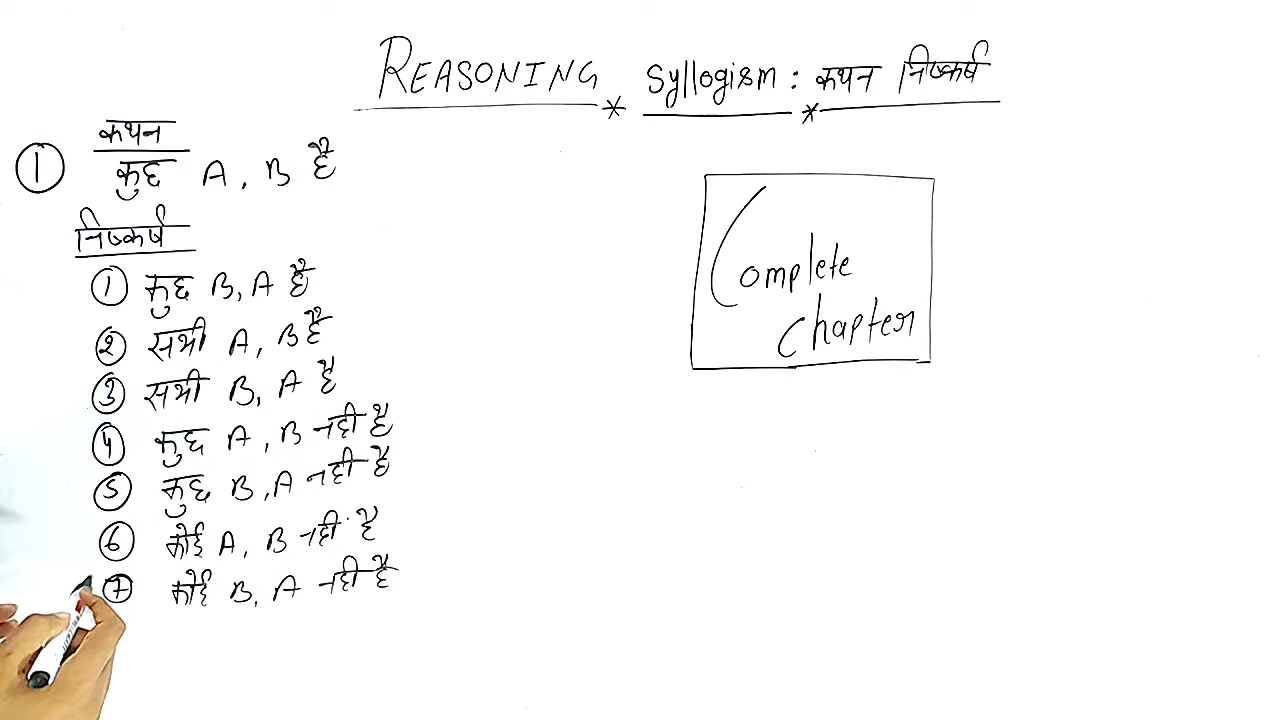 REASONING Syllogism : कथन निष्कर्ष
कथन
① कुछ A, B है
निष्कर्ष
① कुछ B, A है
② सभी A, B है
③ सभी B, A है
④ कुछ A, B नही है
⑤ कुछ B, A नही है
⑥ कोई A, B नही है
⑦ कोई B, A नही है
Complete
Chapter